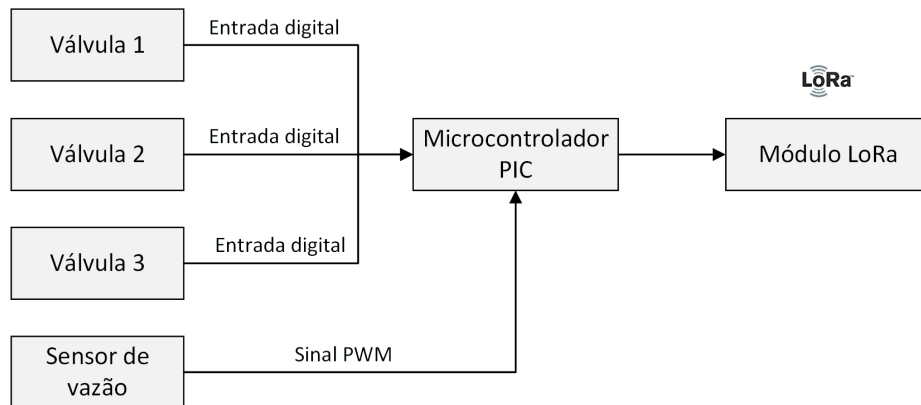 Válvula 1
Entrada digital
Válvula 2
Entrada digital
Válvula 3
Entrada digital
Sensor de
vazão
Sinal PWM
Microcontrolador
PIC
LoRa
Módulo LoRa